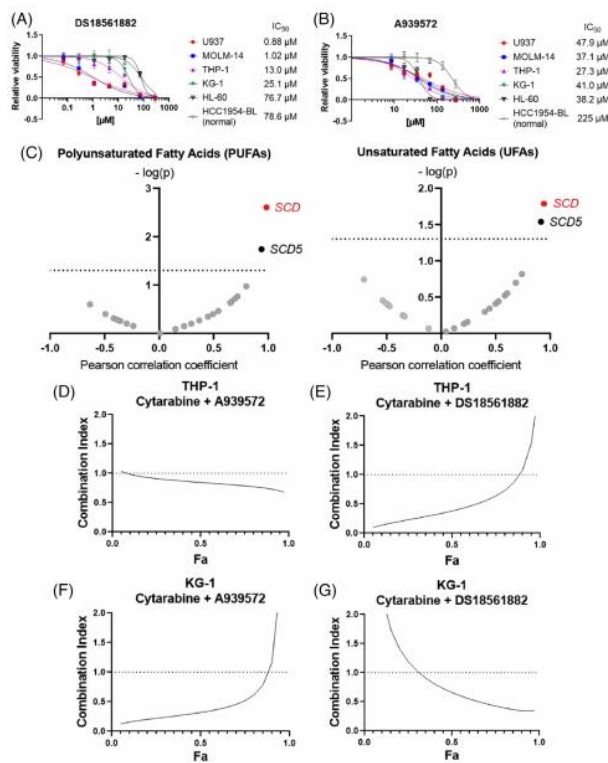 (A) DS18561882
IC50
U937 0.88 µM
MOLM-14 1.02 µM
THP-1 13.0 µM
KG-1 25.1 µM
HL-60 76.7 µM
HCC1954-BL (normal) 78.6 µM
Relative viability
1.5
1.0
0.5
0.0
0.1 1 10 100 1000
[µM]
(B) A939572
IC50
U937 47.9 µM
MOLM-14 37.1 µM
THP-1 27.3 µM
KG-1 41.0 µM
HL-60 38.2 µM
HCC1954-BL (normal) 225 µM
Relative viability
1.5
1.0
0.5
0.0
1 10 100 1000
[µM]
(C) Polyunsaturated Fatty Acids (PUFAs)
- log(p)
3
2
1
SCD
SCD5
-1.0 -0.5 0.0 0.5 1.0
Pearson correlation coefficient
Unsaturated Fatty Acids (UFAs)
- log(p)
2.0
1.5
1.0
0.5
SCD
SCD5
-1.0 -0.5 0.0 0.5 1.0
Pearson correlation coefficient
(D) THP-1
Cytarabine + A939572
Combination Index
2.0
1.5
1.0
0.5
0.0
0.0 0.5 1.0
Fa
(E) THP-1
Cytarabine + DS18561882
Combination Index
2.0
1.5
1.0
0.5
0.0
0.0 0.5 1.0
Fa
(F) KG-1
Cytarabine + A939572
Combination Index
2.0
1.5
1.0
0.5
0.0
0.0 0.5 1.0
Fa
(G) KG-1
Cytarabine + DS18561882
Combination Index
2.0
1.5
1.0
0.5
0.0
0.0 0.5 1.0
Fa